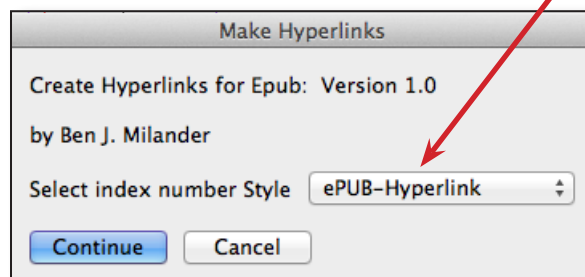 Make Hyperlinks
Create Hyperlinks for Epub: Version 1.0
by Ben J. Milander
Select index number Style ePUB-Hyperlink
Continue Cancel